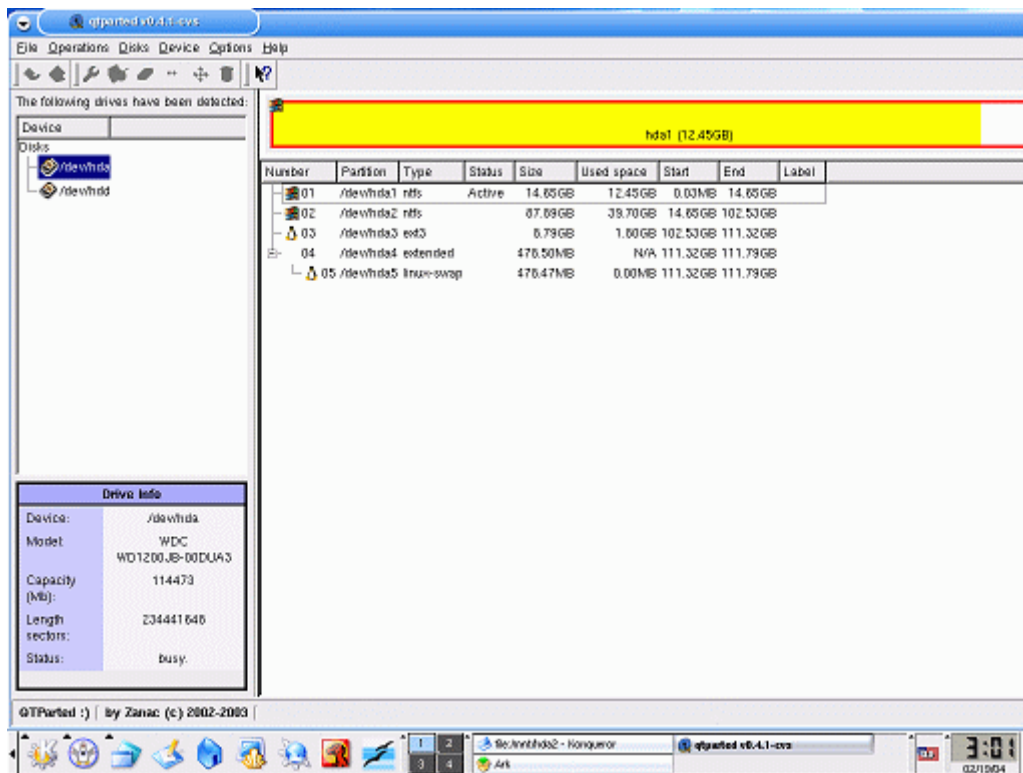 qtparted v0.4.1-cvs
File Operations Disks Device Options Help
The following drives have been detected:
Device
Disks
/dev/hda
/dev/hdd
hda1 (12.45GB)
Number Partition Type Status Size Used space Start End Label
01 /dev/hda1 ntfs Active 14.65GB 12.45GB 0.03MB 14.65GB
02 /dev/hda2 ntfs 87.89GB 39.70GB 14.65GB 102.53GB
03 /dev/hda3 ext3 8.79GB 1.80GB 102.53GB 111.32GB
04 /dev/hda4 extended 478.50MB N/A 111.32GB 111.79GB
05 /dev/hda5 linux-swap 478.47MB 0.00MB 111.32GB 111.79GB
Drive Info
Device: /dev/hda
Model: WDC
WD1200JB-00DUA3
Capacity 114473
(Mb):
Length 234441648
sectors:
Status: busy.
QTParted :) by Zanac (c) 2002-2003
1 2
file:/mnt/hda2 - Konqueror
qtparted v0.4.1-cvs
3:01
3 4
Ark
02/19/04